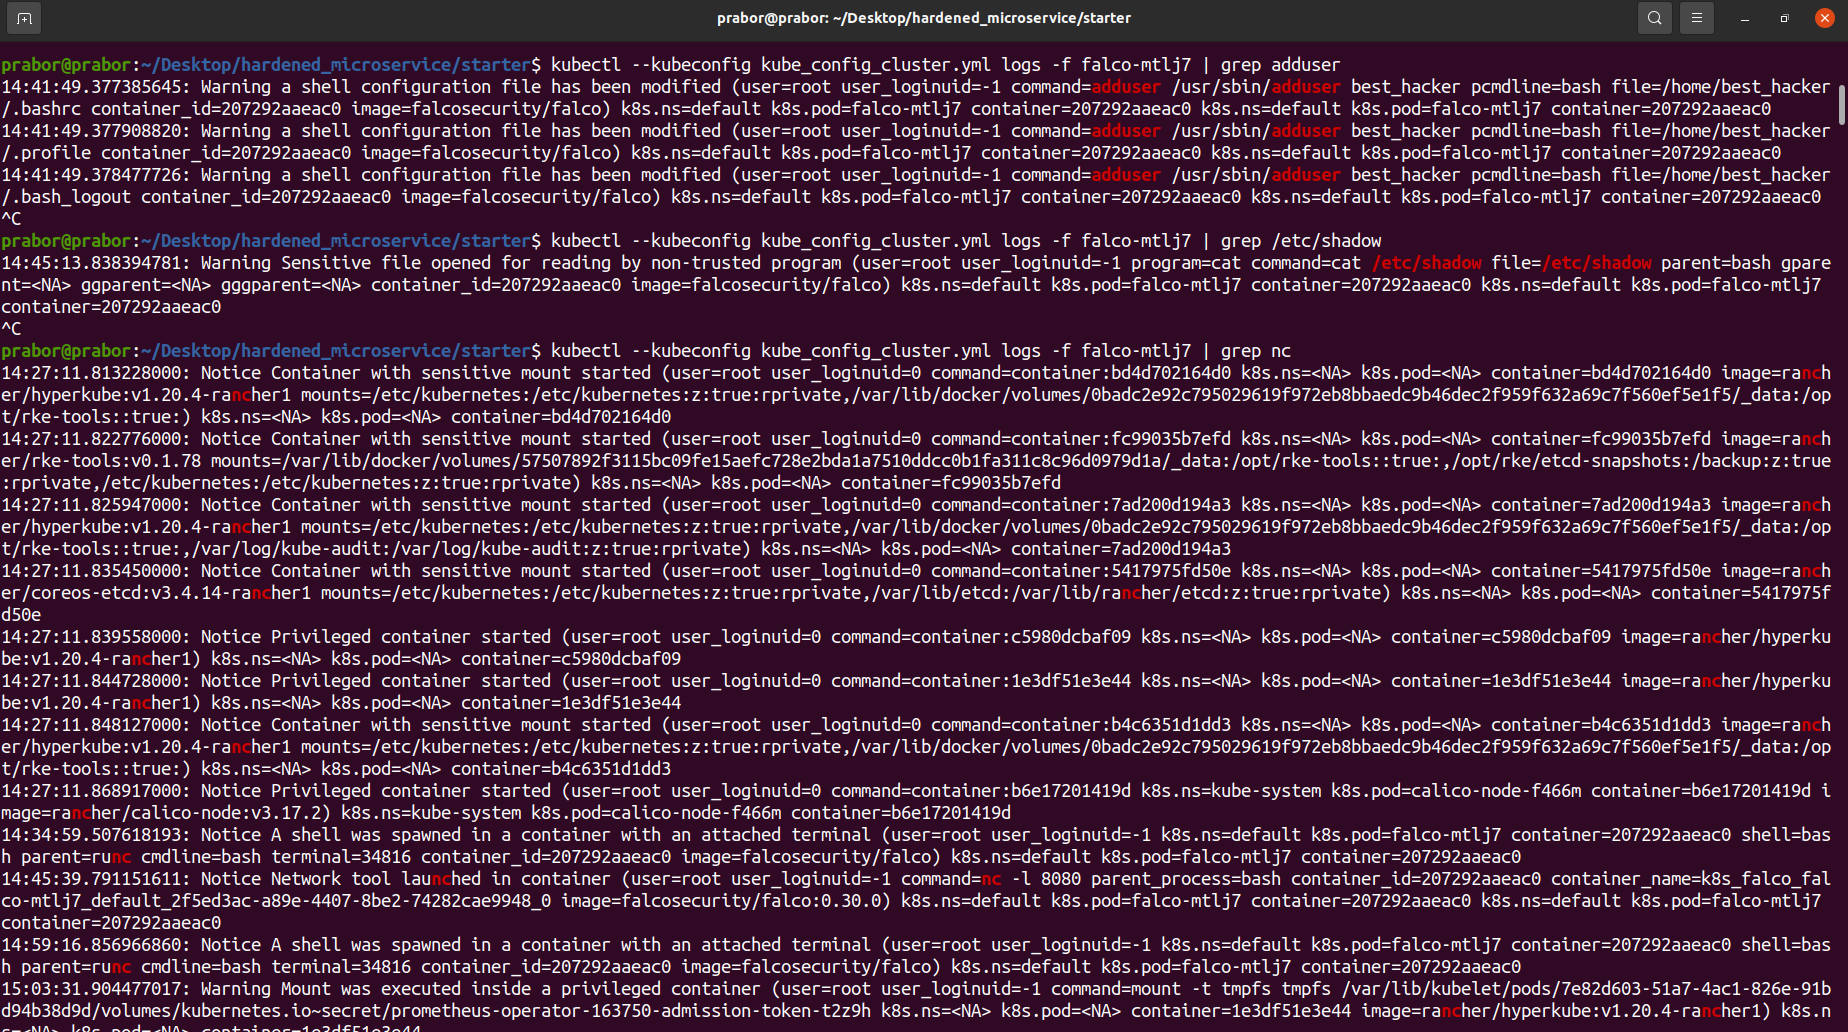 prabor@prabor: ~/Desktop/hardened_microservice/starter
prabor@prabor:~/Desktop/hardened_microservice/starter$ kubectl --kubeconfig kube_config_cluster.yml logs -f falco-mtlj7 | grep adduser
14:41:49.377385645: Warning a shell configuration file has been modified (user=root user_loginuid=-1 command=adduser /usr/sbin/adduser best_hacker pcmdline=bash file=/home/best_hacker
/.bashrc container_id=207292aaeac0 image=falcosecurity/falco) k8s.ns=default k8s.pod=falco-mtlj7 container=207292aaeac0 k8s.ns=default k8s.pod=falco-mtlj7 container=207292aaeac0
14:41:49.377908820: Warning a shell configuration file has been modified (user=root user_loginuid=-1 command=adduser /usr/sbin/adduser best_hacker pcmdline=bash file=/home/best_hacker
/.profile container_id=207292aaeac0 image=falcosecurity/falco) k8s.ns=default k8s.pod=falco-mtlj7 container=207292aaeac0 k8s.ns=default k8s.pod=falco-mtlj7 container=207292aaeac0
14:41:49.378477726: Warning a shell configuration file has been modified (user=root user_loginuid=-1 command=adduser /usr/sbin/adduser best_hacker pcmdline=bash file=/home/best_hacker
/.bash_logout container_id=207292aaeac0 image=falcosecurity/falco) k8s.ns=default k8s.pod=falco-mtlj7 container=207292aaeac0 k8s.ns=default k8s.pod=falco-mtlj7 container=207292aaeac0
^C
prabor@prabor:~/Desktop/hardened_microservice/starter$ kubectl --kubeconfig kube_config_cluster.yml logs -f falco-mtlj7 | grep /etc/shadow
14:45:13.838394781: Warning Sensitive file opened for reading by non-trusted program (user=root user_loginuid=-1 program=cat command=cat /etc/shadow file=/etc/shadow parent=bash gpare
nt=<NA> ggparent=<NA> gggparent=<NA> container_id=207292aaeac0 image=falcosecurity/falco) k8s.ns=default k8s.pod=falco-mtlj7 container=207292aaeac0 k8s.ns=default k8s.pod=falco-mtlj7
container=207292aaeac0
^C
prabor@prabor:~/Desktop/hardened_microservice/starter$ kubectl --kubeconfig kube_config_cluster.yml logs -f falco-mtlj7 | grep nc
14:27:11.813228000: Notice Container with sensitive mount started (user=root user_loginuid=0 command=container:bd4d702164d0 k8s.ns=<NA> k8s.pod=<NA> container=bd4d702164d0 image=ranch
er/hyperkube:v1.20.4-rancher1 mounts=/etc/kubernetes:/etc/kubernetes:z:true:rprivate,/var/lib/docker/volumes/0badc2e92c795029619f972eb8bbaedc9b46dec2f959f632a69c7f560ef5e1f5/_data:/op
t/rke-tools::true:) k8s.ns=<NA> k8s.pod=<NA> container=bd4d702164d0
14:27:11.822776000: Notice Container with sensitive mount started (user=root user_loginuid=0 command=container:fc99035b7efd k8s.ns=<NA> k8s.pod=<NA> container=fc99035b7efd image=ranch
er/rke-tools:v0.1.78 mounts=/var/lib/docker/volumes/57507892f3115bc09fe15aefc728e2bda1a7510ddcc0b1fa311c8c96d0979d1a/_data:/opt/rke-tools::true:,/opt/rke/etcd-snapshots:/backup:z:true
:rprivate,/etc/kubernetes:/etc/kubernetes:z:true:rprivate) k8s.ns=<NA> k8s.pod=<NA> container=fc99035b7efd
14:27:11.825947000: Notice Container with sensitive mount started (user=root user_loginuid=0 command=container:7ad200d194a3 k8s.ns=<NA> k8s.pod=<NA> container=7ad200d194a3 image=ranch
er/hyperkube:v1.20.4-rancher1 mounts=/etc/kubernetes:/etc/kubernetes:z:true:rprivate,/var/lib/docker/volumes/0badc2e92c795029619f972eb8bbaedc9b46dec2f959f632a69c7f560ef5e1f5/_data:/op
t/rke-tools::true:,/var/log/kube-audit:/var/log/kube-audit:z:true:rprivate) k8s.ns=<NA> k8s.pod=<NA> container=7ad200d194a3
14:27:11.835450000: Notice Container with sensitive mount started (user=root user_loginuid=0 command=container:5417975fd50e k8s.ns=<NA> k8s.pod=<NA> container=5417975fd50e image=ranch
er/coreos-etcd:v3.4.14-rancher1 mounts=/etc/kubernetes:/etc/kubernetes:z:true:rprivate,/var/lib/etcd:/var/lib/rancher/etcd:z:true:rprivate) k8s.ns=<NA> k8s.pod=<NA> container=5417975f
d50e
14:27:11.839558000: Notice Privileged container started (user=root user_loginuid=0 command=container:c5980dcbaf09 k8s.ns=<NA> k8s.pod=<NA> container=c5980dcbaf09 image=rancher/hyperku
be:v1.20.4-rancher1) k8s.ns=<NA> k8s.pod=<NA> container=c5980dcbaf09
14:27:11.844728000: Notice Privileged container started (user=root user_loginuid=0 command=container:1e3df51e3e44 k8s.ns=<NA> k8s.pod=<NA> container=1e3df51e3e44 image=rancher/hyperku
be:v1.20.4-rancher1) k8s.ns=<NA> k8s.pod=<NA> container=1e3df51e3e44
14:27:11.848127000: Notice Container with sensitive mount started (user=root user_loginuid=0 command=container:b4c6351d1dd3 k8s.ns=<NA> k8s.pod=<NA> container=b4c6351d1dd3 image=ranch
er/hyperkube:v1.20.4-rancher1 mounts=/etc/kubernetes:/etc/kubernetes:z:true:rprivate,/var/lib/docker/volumes/0badc2e92c795029619f972eb8bbaedc9b46dec2f959f632a69c7f560ef5e1f5/_data:/op
t/rke-tools::true:) k8s.ns=<NA> k8s.pod=<NA> container=b4c6351d1dd3
14:27:11.868917000: Notice Privileged container started (user=root user_loginuid=0 command=container:b6e17201419d k8s.ns=kube-system k8s.pod=calico-node-f466m container=b6e17201419d i
mage=rancher/calico-node:v3.17.2) k8s.ns=kube-system k8s.pod=calico-node-f466m container=b6e17201419d
14:34:59.507618193: Notice A shell was spawned in a container with an attached terminal (user=root user_loginuid=-1 k8s.ns=default k8s.pod=falco-mtlj7 container=207292aaeac0 shell=bas
h parent=runc cmdline=bash terminal=34816 container_id=207292aaeac0 image=falcosecurity/falco) k8s.ns=default k8s.pod=falco-mtlj7 container=207292aaeac0
14:45:39.791151611: Notice Network tool launched in container (user=root user_loginuid=-1 command=nc -l 8080 parent_process=bash container_id=207292aaeac0 container_name=k8s_falco_fal
co-mtlj7_default_2f5ed3ac-a89e-4407-8be2-74282cae9948_0 image=falcosecurity/falco:0.30.0) k8s.ns=default k8s.pod=falco-mtlj7 container=207292aaeac0 k8s.ns=default k8s.pod=falco-mtlj7
container=207292aaeac0
14:59:16.856966860: Notice A shell was spawned in a container with an attached terminal (user=root user_loginuid=-1 k8s.ns=default k8s.pod=falco-mtlj7 container=207292aaeac0 shell=bas
h parent=runc cmdline=bash terminal=34816 container_id=207292aaeac0 image=falcosecurity/falco) k8s.ns=default k8s.pod=falco-mtlj7 container=207292aaeac0
15:03:31.904477017: Warning Mount was executed inside a privileged container (user=root user_loginuid=-1 command=mount -t tmpfs tmpfs /var/lib/kubelet/pods/7e82d603-51a7-4ac1-826e-91b
d94b38d9d/volumes/kubernetes.io~secret/prometheus-operator-163750-admission-token-t2z9h k8s.ns=<NA> k8s.pod=<NA> container=1e3df51e3e44 image=rancher/hyperkube:v1.20.4-rancher1) k8s.n
s=<NA> k8s.pod=<NA> container=1e3df51e3e44